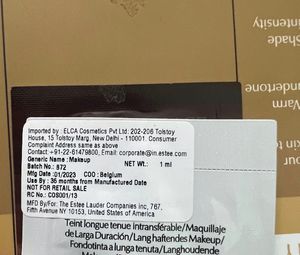 Shade
intensity
Undertone
Warm
Imported by : ELCA Cosmetics Pvt Ltd: 202-206 Tolstoy
House, 15 Tolstoy Marg, New Delhi - 110001. Consumer
Complaint Address same as above
Contact:+91-22-61479800, Email: corporate@in.estee.com
Generic Name : Makeup NET WT. : 1 ml
Batch No : B72
Mfg Date :01/2023 COO : Belgium
Use By : 36 months from Manufactured Date
NOT FOR RETAIL SALE
R/ No : COS001/13
MFD By/For: The Estee Lauder Companies inc, 767,
Fifth Avenue NY 10153, United States of America
Teint longue tenue intransférable/Maquillaje
de Larga Duración/Lang haftendes Makeup/
Fondotinta a lunga tenuta/Langhoudende